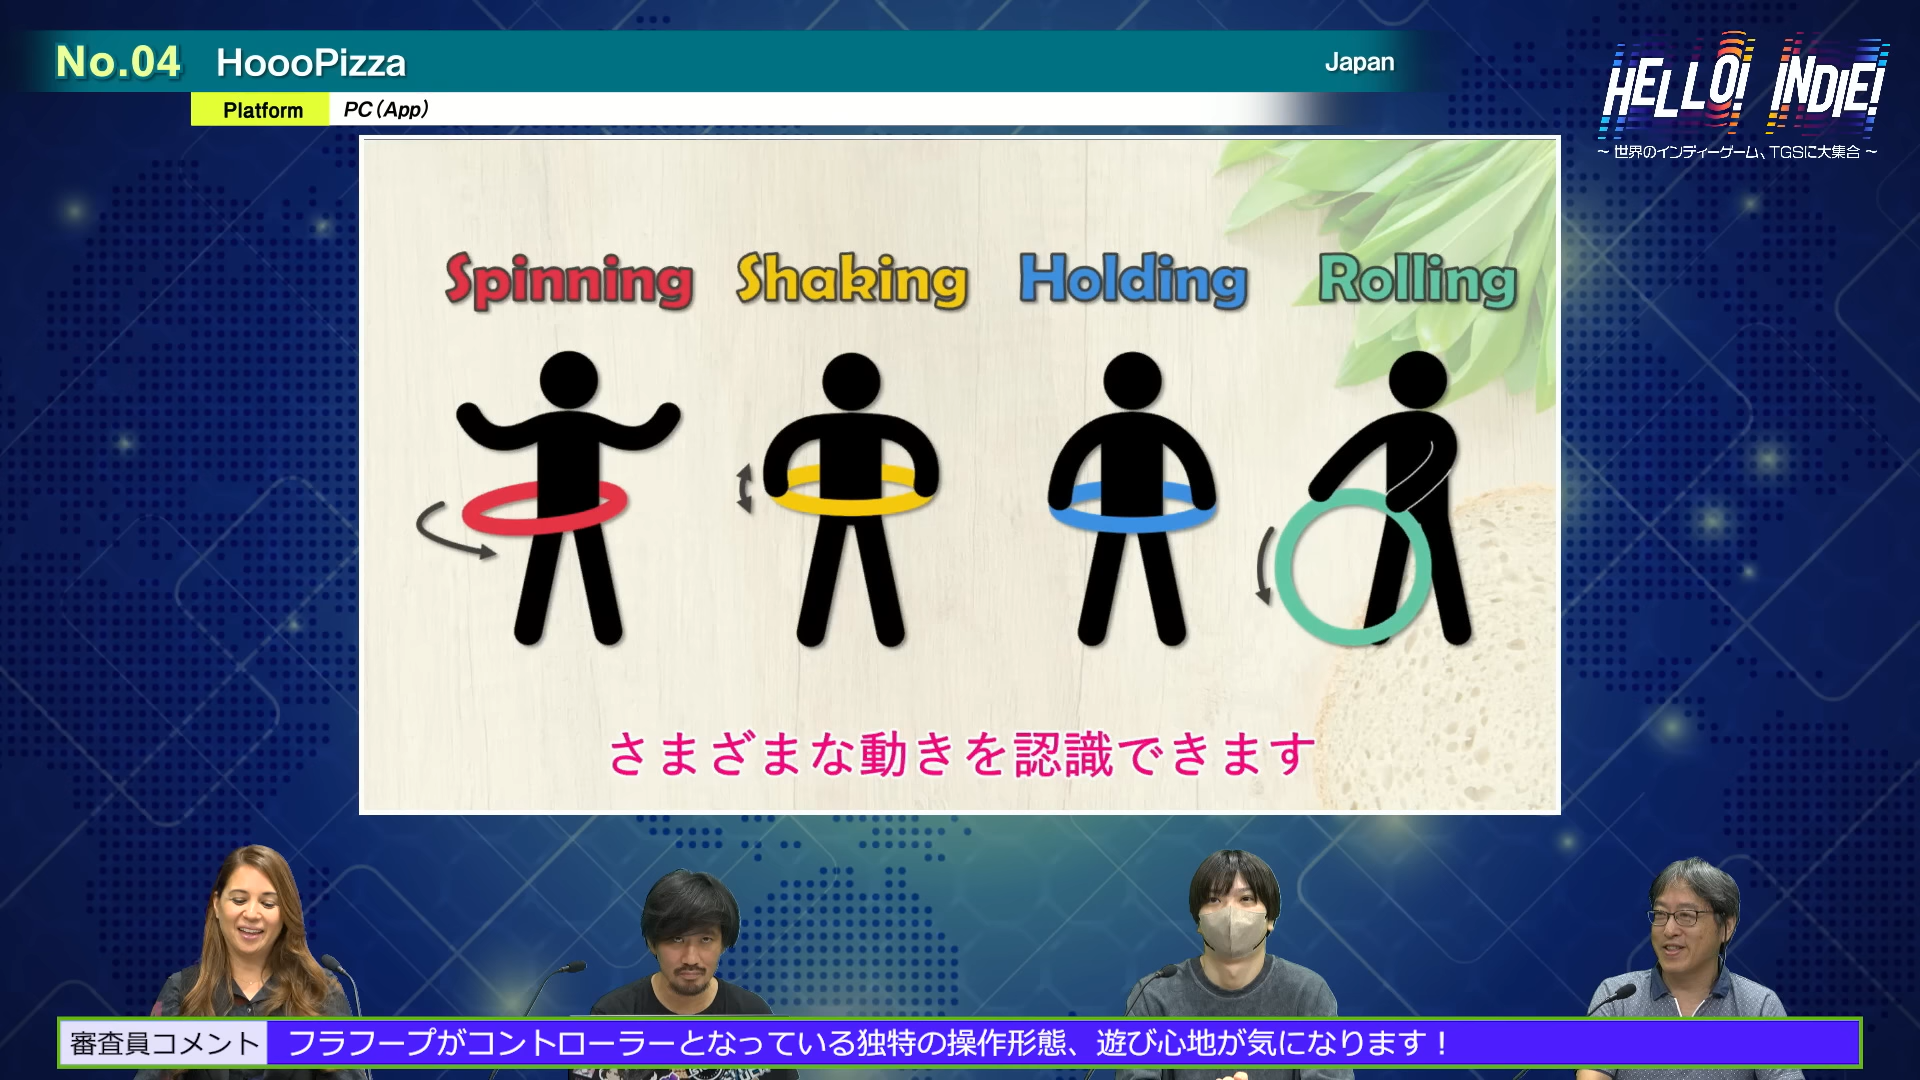 No.04 HoooPizza Japan
Platform PC(App)
HELLO! INDIE!
～ 世界のインディーゲーム、TGSに大集合 ～
Spinning Shaking Holding Rolling
さまざまな動きを認識できます
審査員コメント フラフープがコントローラーとなっている独特の操作形態、遊び心地が気になります！